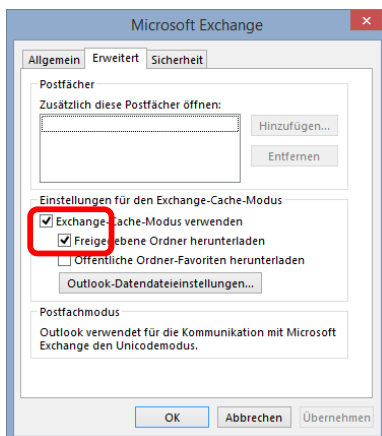 Microsoft Exchange
Allgemein Erweitert Sicherheit
Postfächer
Zusätzlich diese Postfächer öffnen:
Hinzufügen...
Entfernen
Einstellungen für den Exchange-Cache-Modus
Exchange-Cache-Modus verwenden
Freigegebene Ordner herunterladen
Öffentliche Ordner-Favoriten herunterladen
Outlook-Datendateieinstellungen...
Postfachmodus
Outlook verwendet für die Kommunikation mit Microsoft
Exchange den Unicodemodus.
OK Abbrechen Übernehmen